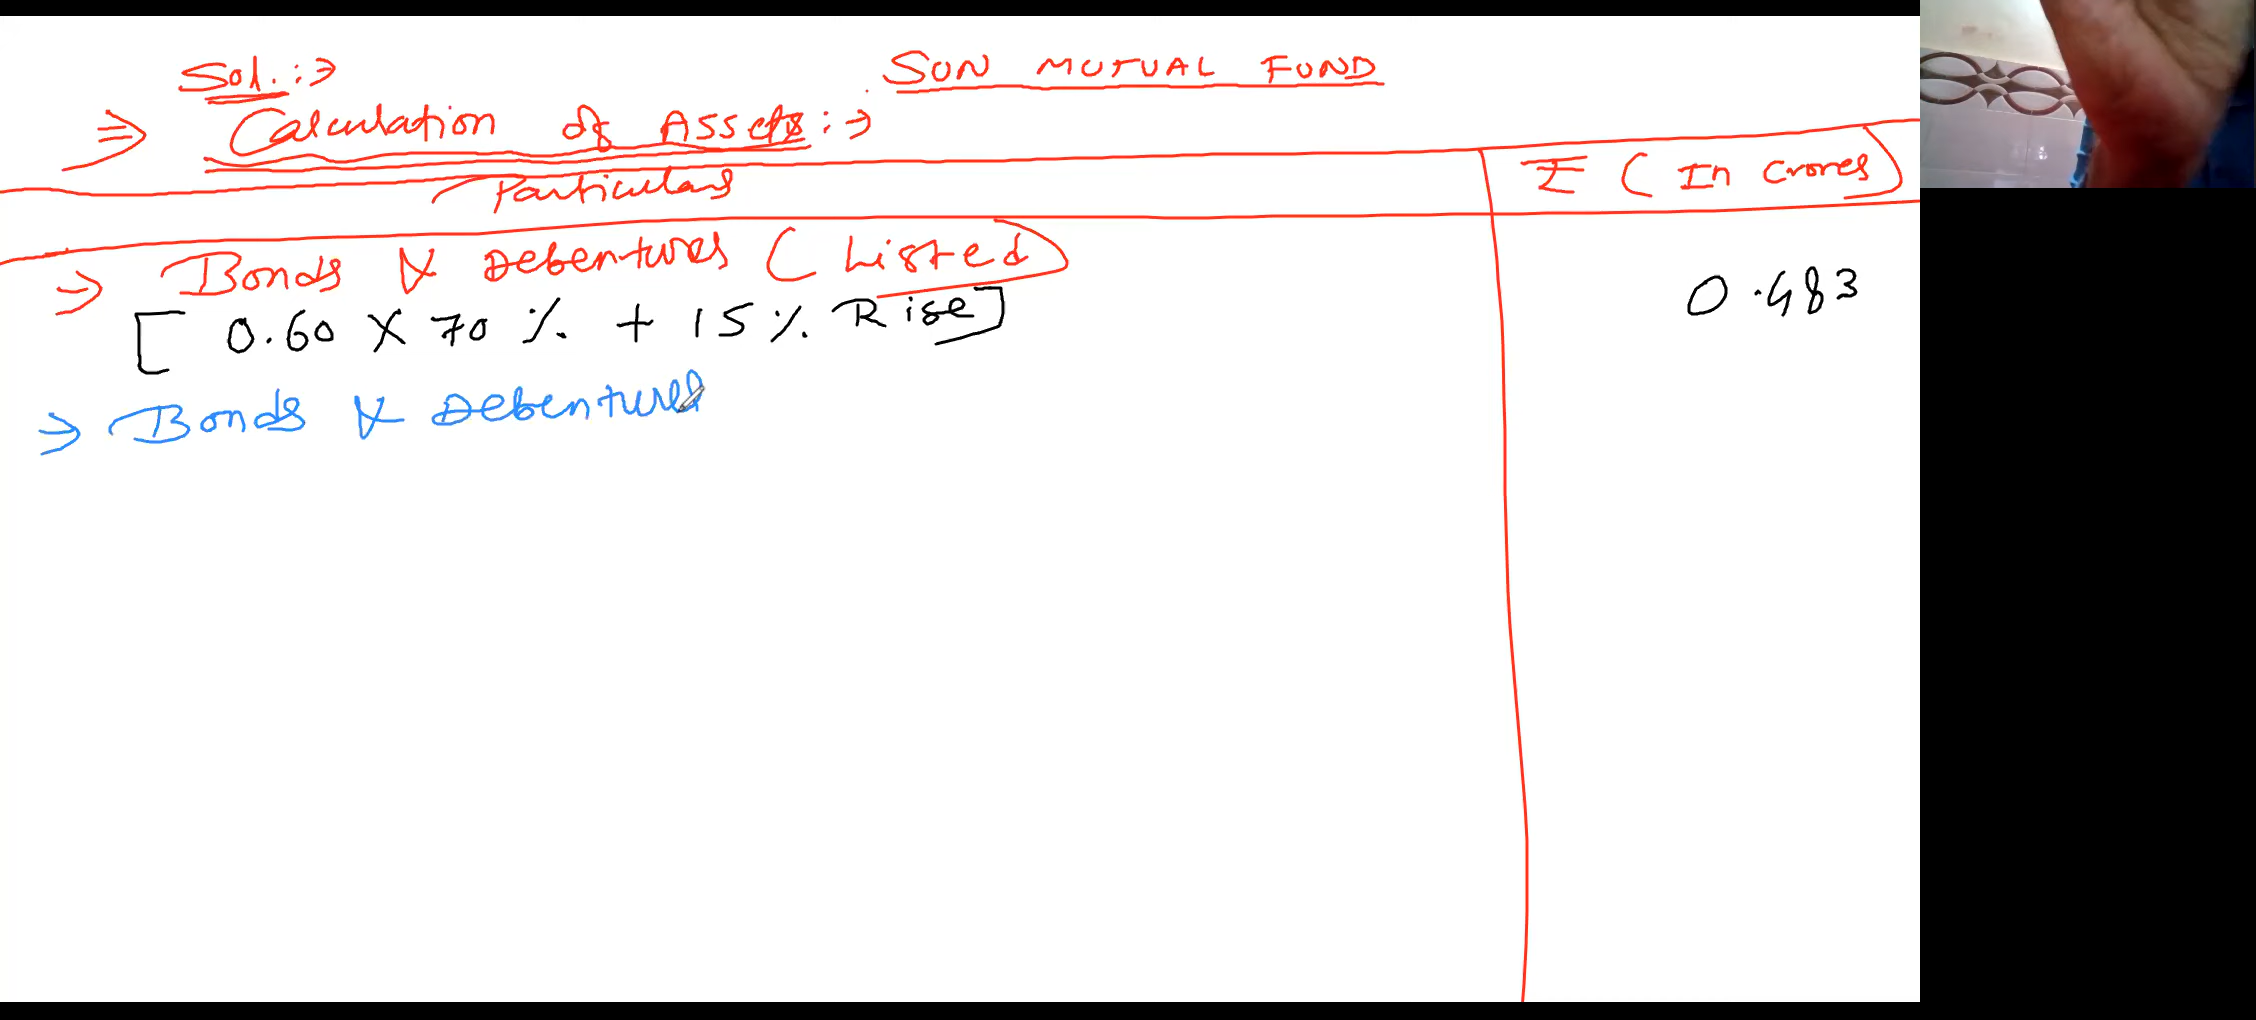 Sol. :→ SUN MUTUAL FUND
⇒ Calculation of Assets :→
Particulars ₹ (In Crores)
⇒ Bonds & Debentures (Listed)
[ 0.60 X 70 % + 15 % Rise] 0.483
⇒ Bonds & Debentures